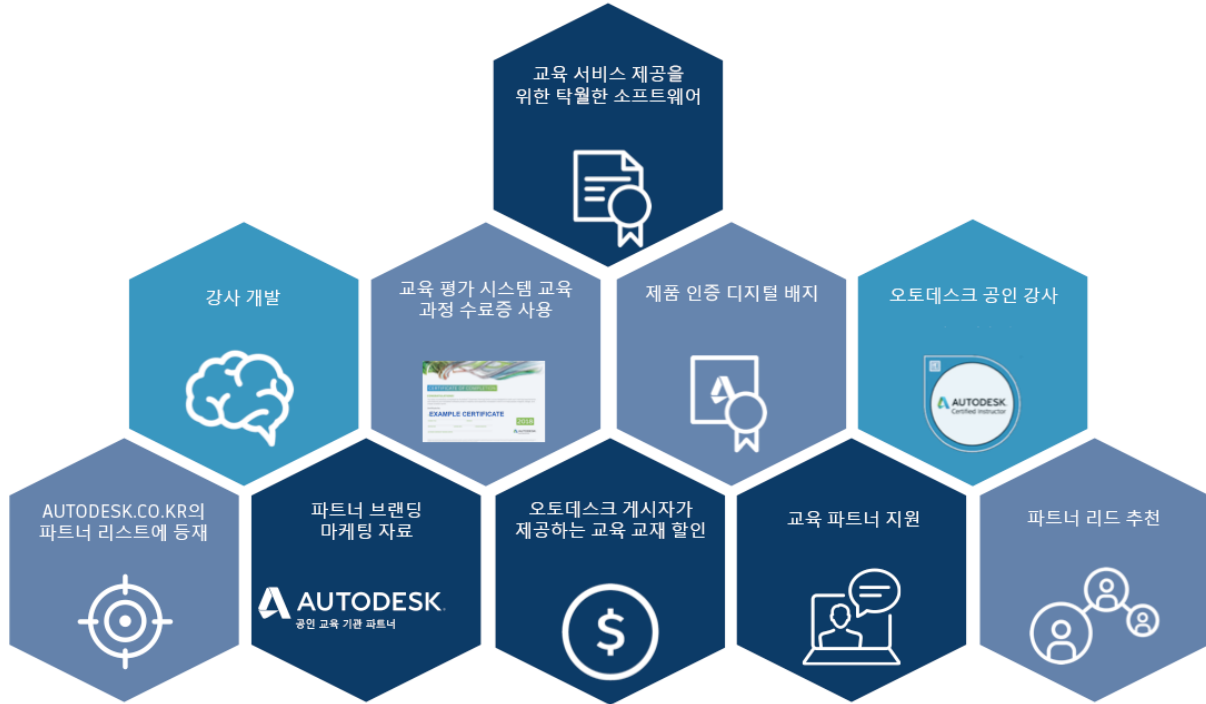 교육 서비스 제공을
위한 탁월한 소프트웨어
강사 개발
교육 평가 시스템 교육
과정 수료증 사용
CERTIFICATE OF COMPLETION
EXAMPLE CERTIFICATE
2018
AUTODESK
제품 인증 디지털 배지
오토데스크 공인 강사
AUTODESK
Certified Instructor
AUTODESK.CO.KR의
파트너 리스트에 등재
파트너 브랜딩
마케팅 자료
AUTODESK
공인 교육 기관 파트너
오토데스크 게시자가
제공하는 교육 교재 할인
$
교육 파트너 지원
파트너 리드 추천